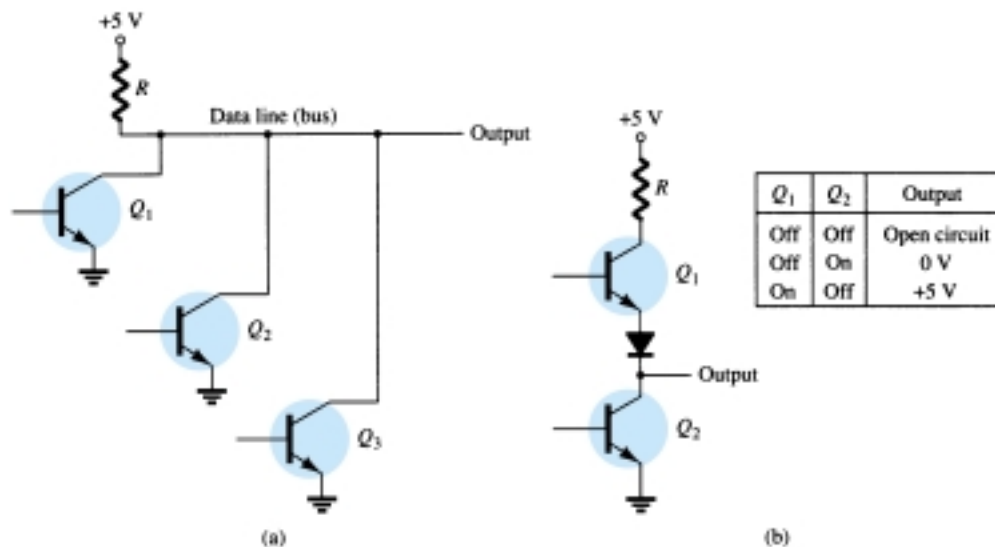 +5 V
R
Data line (bus)
Output
Q1
Q2
Q3
(a)
+5 V
R
Q1
Output
Q2
(b)
Q1 Q2 Output
Off Off Open circuit
Off On 0 V
On Off +5 V